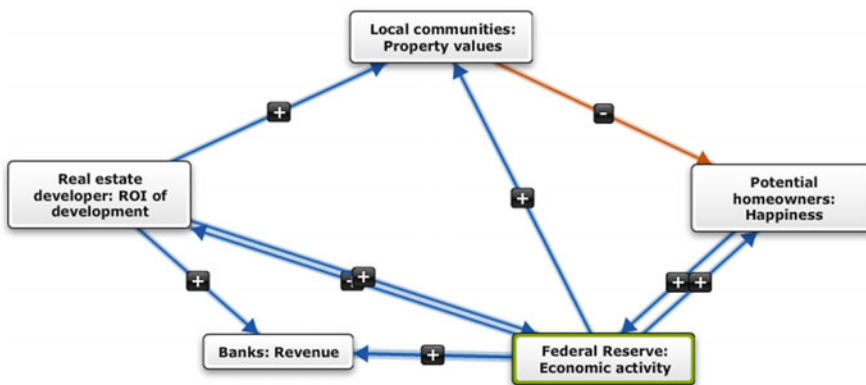 Local communities:
Property values
+
-
Real estate
developer: ROI of
development
+
Potential
homeowners:
Happiness
+
+
+
+ +
Banks: Revenue
+
Federal Reserve:
Economic activity